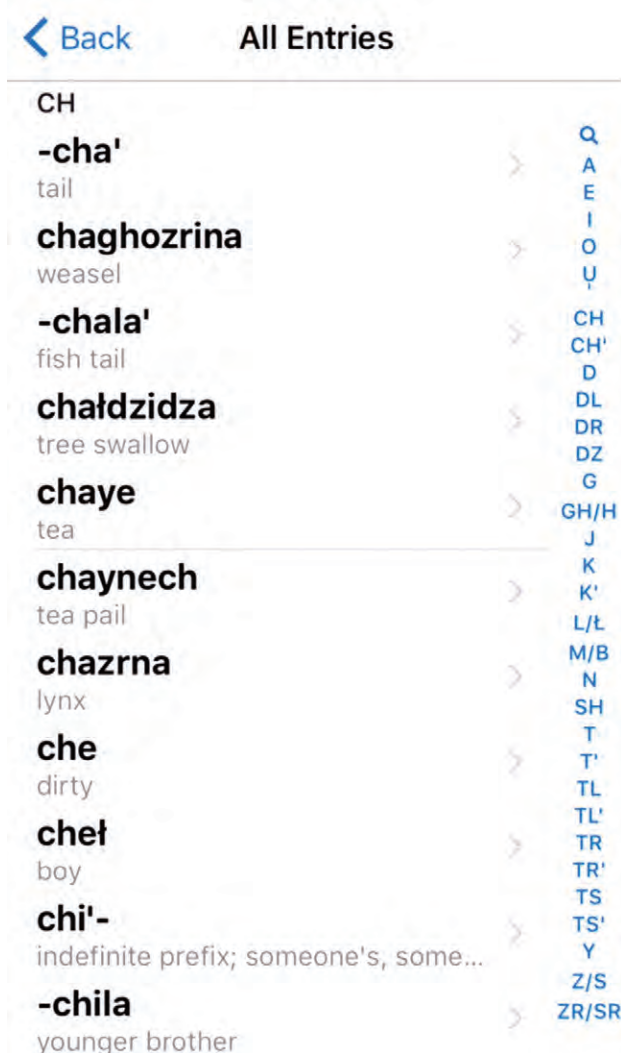 Back
All Entries
CH
-cha'
tail
chaghozrina
weasel
-chala'
fish tail
chałdzidza
tree swallow
chaye
tea
chaynech
tea pail
chazrna
lynx
che
dirty
cheł
boy
chi'-
indefinite prefix; someone's, some...
-chila
younger brother
A
E
I
O
Ų
CH
CH'
D
DL
DR
DZ
G
GH/H
J
K
K'
L/Ł
M/B
N
SH
T
T'
TL
TL'
TR
TR'
TS
TS'
Y
Z/S
ZR/SR